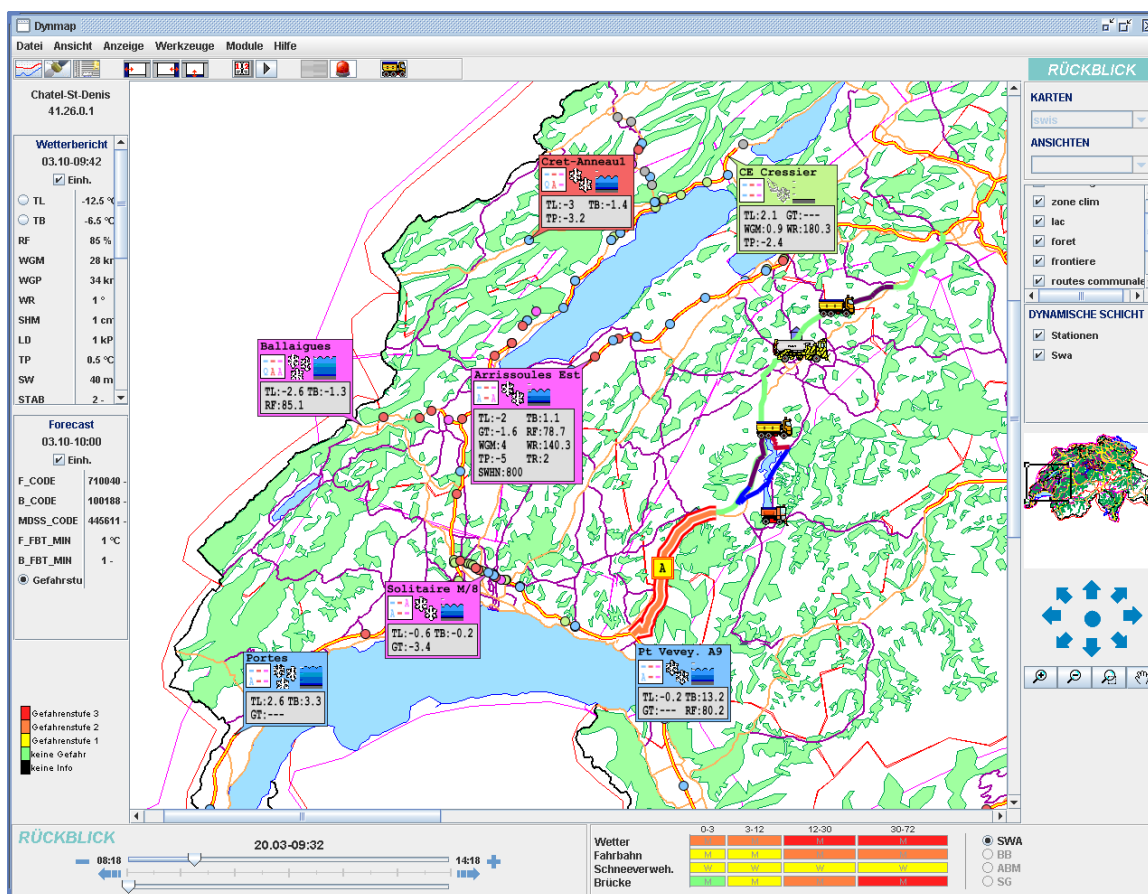 Dynmap
Datei Ansicht Anzeige Werkzeuge Module Hilfe
Chatel-St-Denis
41.26.0.1
Wetterbericht
03.10-09:42
Einh.
TL -12.5 °C
TB -6.5 °C
RF 85 %
WGM 28 kr
WGP 34 kr
WR 1 °
SHM 1 cm
LD 1 kP
TP 0.5 °C
SW 40 m
STAB 2 -
Forecast
03.10-10:00
Einh.
F_CODE 710040 -
B_CODE 100188 -
MDSS_CODE 445611 -
F_FBT_MIN 1 °C
B_FBT_MIN 1 -
Gefahrstu
Gefahrenstufe 3
Gefahrenstufe 2
Gefahrenstufe 1
keine Gefahr
keine Info
Cret-Anneau1
TL:-3 TB:-1.4
TP:-3.2
CE Cressier
TL:2.1 GT:---
WGM:0.9 WR:180.3
TP:-2.4
Ballaigues
TL:-2.6 TB:-1.3
RF:85.1
Arrissoules Est
TL:-2 TB:1.1
GT:-1.6 RF:78.7
WGM:4 WR:140.3
TP:-5 TR:2
SWHN:800
A
Solitaire M/8
TL:-0.6 TB:-0.2
GT:-3.4
Portes
TL:2.6 TB:3.3
GT:---
Pt Vevey. A9
TL:-0.2 TB:13.2
GT:--- RF:80.2
RÜCKBLICK
KARTEN
swis
ANSICHTEN
zone clim
lac
foret
frontiere
routes communale
DYNAMISCHE SCHICHT
Stationen
Swa
RÜCKBLICK
20.03-09:32
08:18 14:18
0-3 3-12 12-30 30-72
Wetter M M M M
Fahrbahn M M W W
Schneeverweh. W W W W
Brücke M M W W
SWA
BB
ABM
SG